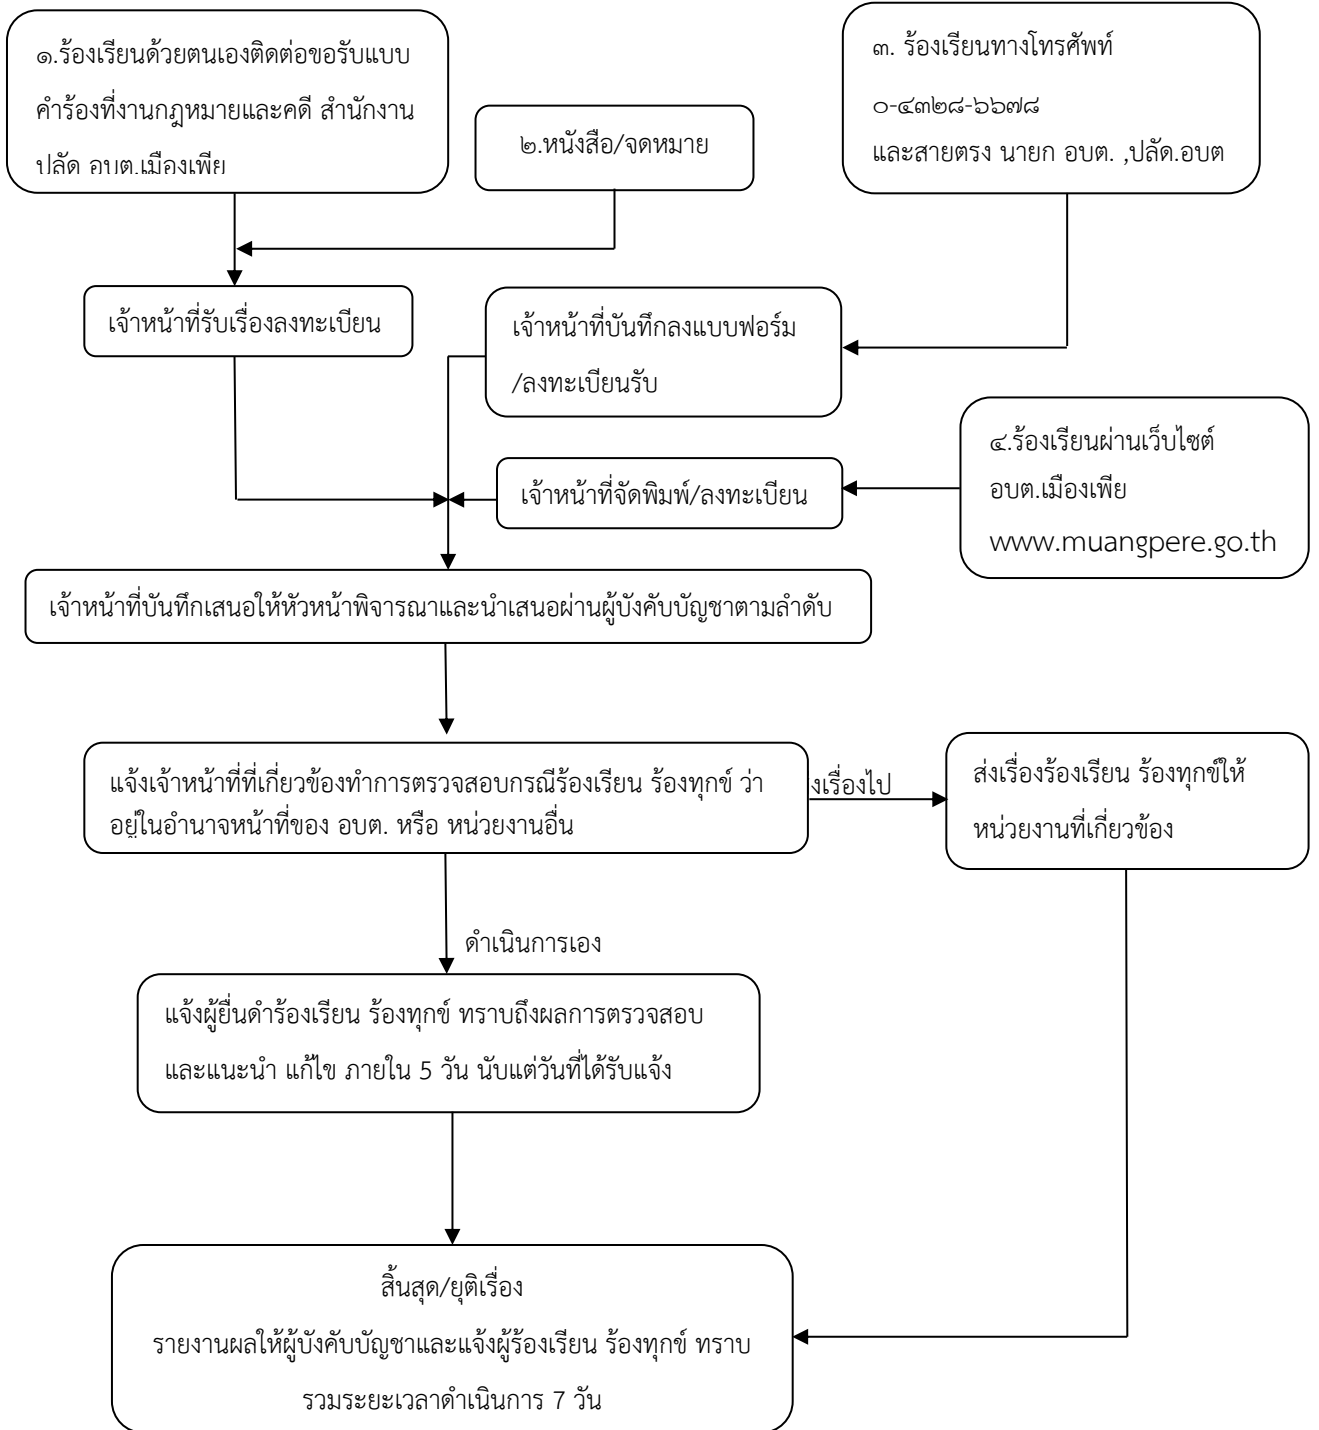 ๑.ร้องเรียนด้วยตนเองติดต่อขอรับแบบ
คำร้องที่งานกฎหมายและคดี สำนักงาน
ปลัด อบต.เมืองเพีย
๒.หนังสือ/จดหมาย
๓. ร้องเรียนทางโทรศัพท์
๐-๔๓๒๘-๖๖๗๘
และสายตรง นายก อบต. ,ปลัด.อบต
เจ้าหน้าที่รับเรื่องลงทะเบียน
เจ้าหน้าที่บันทึกลงแบบฟอร์ม
/ลงทะเบียนรับ
๔.ร้องเรียนผ่านเว็บไซต์
อบต.เมืองเพีย
www.muangpere.go.th
เจ้าหน้าที่จัดพิมพ์/ลงทะเบียน
เจ้าหน้าที่บันทึกเสนอให้หัวหน้าพิจารณาและนำเสนอผ่านผู้บังคับบัญชาตามลำดับ
แจ้งเจ้าหน้าที่ที่เกี่ยวข้องทำการตรวจสอบกรณีร้องเรียน ร้องทุกข์ ว่า
อยู่ในอำนาจหน้าที่ของ อบต. หรือ หน่วยงานอื่น
งเรื่องไป
ส่งเรื่องร้องเรียน ร้องทุกข์ให้
หน่วยงานที่เกี่ยวข้อง
ดำเนินการเอง
แจ้งผู้ยื่นดำร้องเรียน ร้องทุกข์ ทราบถึงผลการตรวจสอบ
และแนะนำ แก้ไข ภายใน 5 วัน นับแต่วันที่ได้รับแจ้ง
สิ้นสุด/ยุติเรื่อง
รายงานผลให้ผู้บังคับบัญชาและแจ้งผู้ร้องเรียน ร้องทุกข์ ทราบ
รวมระยะเวลาดำเนินการ 7 วัน